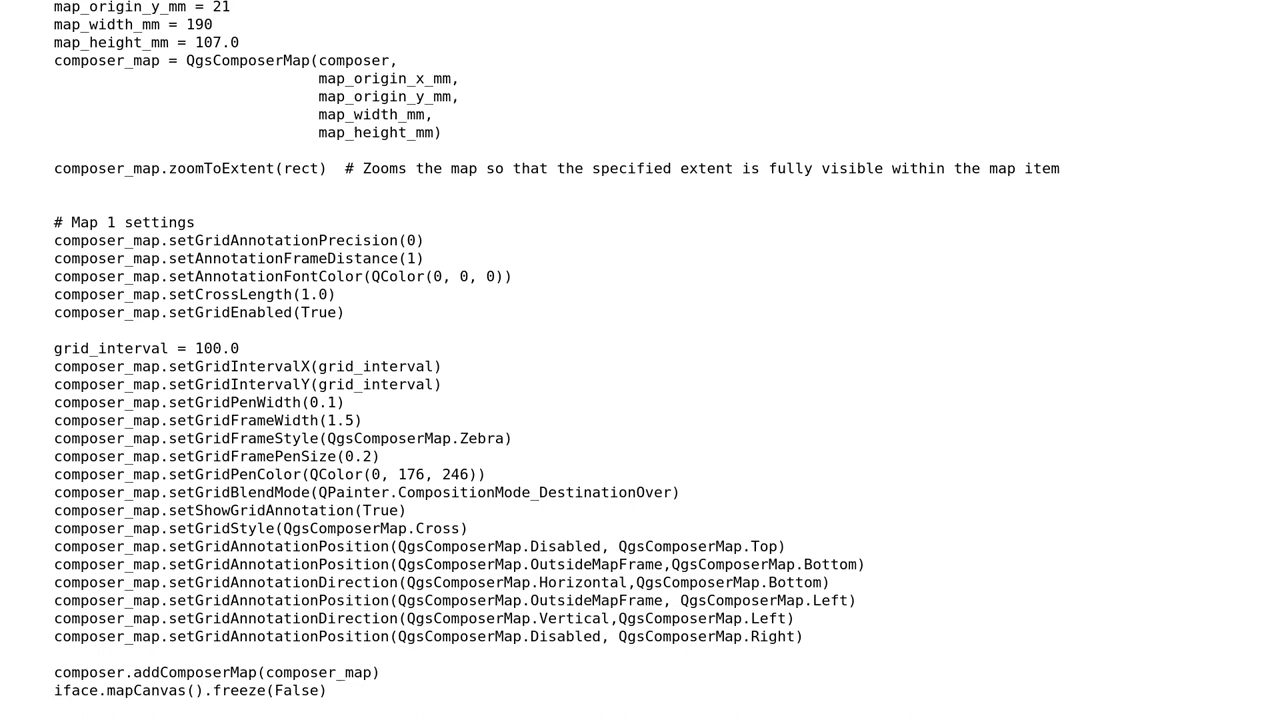 map_origin_y_mm = 21
map_width_mm = 190
map_height_mm = 107.0
composer_map = QgsComposerMap(composer,
                              map_origin_x_mm,
                              map_origin_y_mm,
                              map_width_mm,
                              map_height_mm)
composer_map.zoomToExtent(rect)  # Zooms the map so that the specified extent is fully visible within the map item
# Map 1 settings
composer_map.setGridAnnotationPrecision(0)
composer_map.setAnnotationFrameDistance(1)
composer_map.setAnnotationFontColor(QColor(0, 0, 0))
composer_map.setCrossLength(1.0)
composer_map.setGridEnabled(True)
grid_interval = 100.0
composer_map.setGridIntervalX(grid_interval)
composer_map.setGridIntervalY(grid_interval)
composer_map.setGridPenWidth(0.1)
composer_map.setGridFrameWidth(1.5)
composer_map.setGridFrameStyle(QgsComposerMap.Zebra)
composer_map.setGridFramePenSize(0.2)
composer_map.setGridPenColor(QColor(0, 176, 246))
composer_map.setGridBlendMode(QPainter.CompositionMode_DestinationOver)
composer_map.setShowGridAnnotation(True)
composer_map.setGridStyle(QgsComposerMap.Cross)
composer_map.setGridAnnotationPosition(QgsComposerMap.Disabled, QgsComposerMap.Top)
composer_map.setGridAnnotationPosition(QgsComposerMap.OutsideMapFrame,QgsComposerMap.Bottom)
composer_map.setGridAnnotationDirection(QgsComposerMap.Horizontal,QgsComposerMap.Bottom)
composer_map.setGridAnnotationPosition(QgsComposerMap.OutsideMapFrame, QgsComposerMap.Left)
composer_map.setGridAnnotationDirection(QgsComposerMap.Vertical,QgsComposerMap.Left)
composer_map.setGridAnnotationPosition(QgsComposerMap.Disabled, QgsComposerMap.Right)
composer.addComposerMap(composer_map)
iface.mapCanvas().freeze(False)